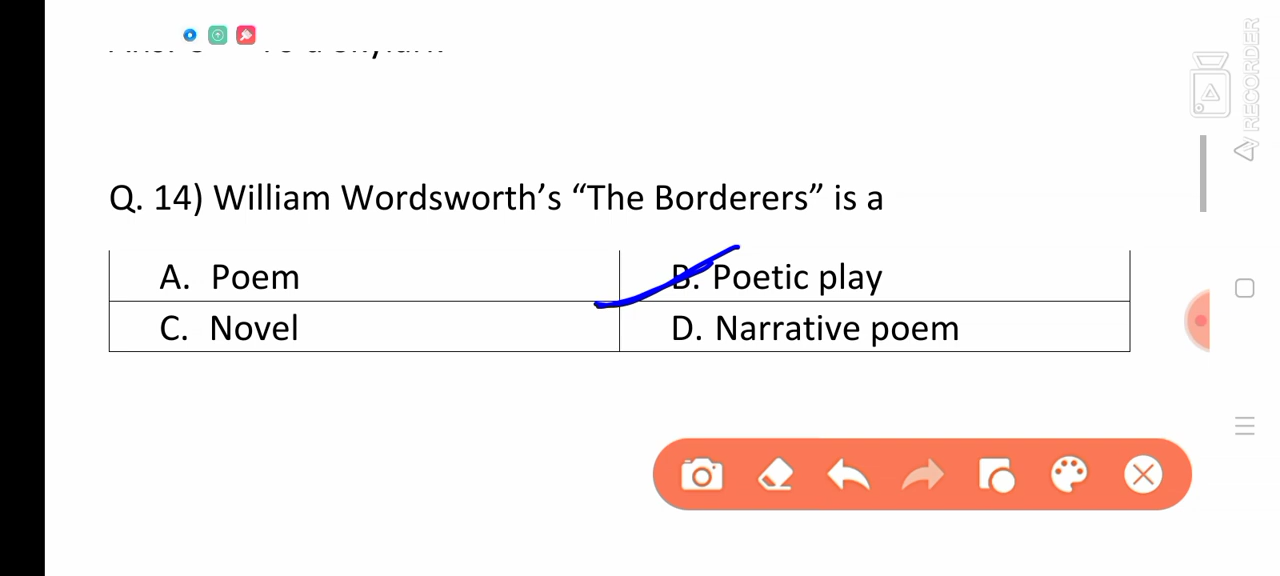 Q. 14) William Wordsworth’s “The Borderers” is a
A. Poem
B. Poetic play
C. Novel
D. Narrative poem
RECORDER